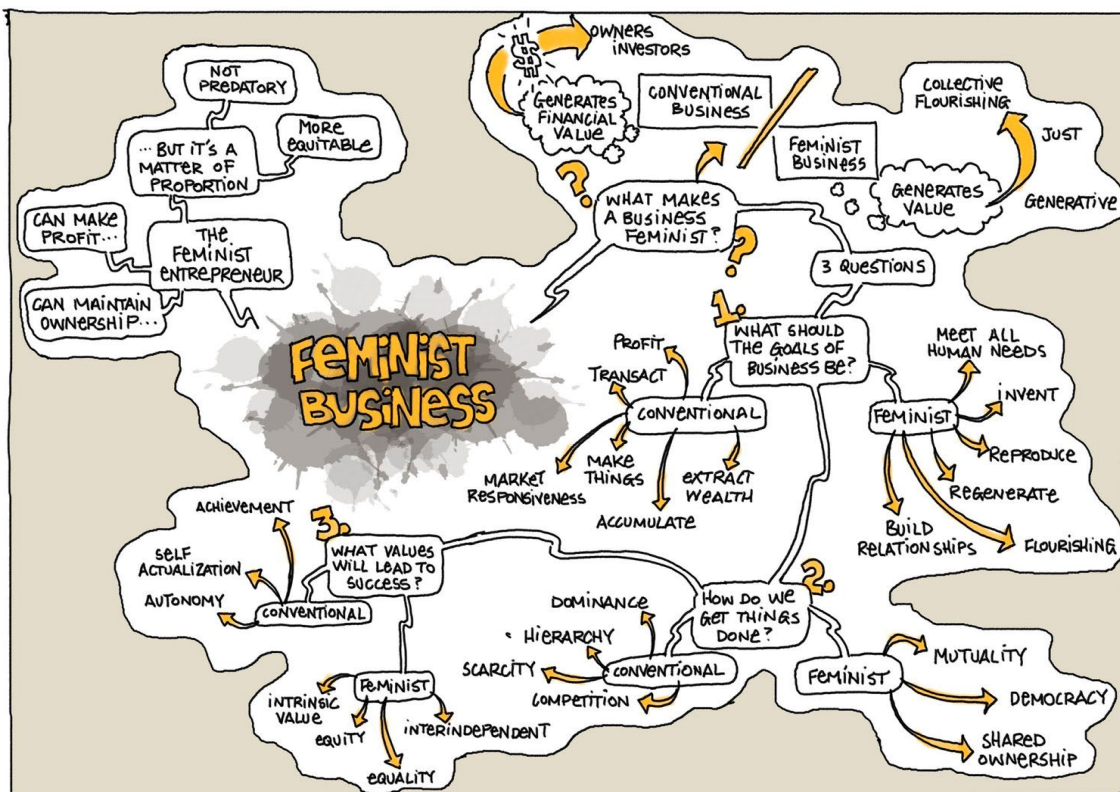 FEMINIST
BUSINESS
THE
FEMINIST
ENTREPRENEUR
CAN MAKE
PROFIT...
CAN MAINTAIN
OWNERSHIP...
... BUT IT'S A
MATTER OF
PROPORTION
NOT
PREDATORY
MORE
EQUITABLE
?
WHAT MAKES
A BUSINESS
FEMINIST?
?
CONVENTIONAL
BUSINESS
GENERATES
FINANCIAL
VALUE
$
OWNERS
INVESTORS
FEMINIST
BUSINESS
GENERATES
VALUE
COLLECTIVE
FLOURISHING
JUST
GENERATIVE
3 QUESTIONS
1.
WHAT SHOULD
THE GOALS OF
BUSINESS BE?
CONVENTIONAL
PROFIT
TRANSACT
MARKET
RESPONSIVENESS
MAKE
THINGS
ACCUMULATE
EXTRACT
WEALTH
FEMINIST
MEET ALL
HUMAN NEEDS
INVENT
REPRODUCE
REGENERATE
FLOURISHING
BUILD
RELATIONSHIPS
2.
HOW DO WE
GET THINGS
DONE?
CONVENTIONAL
DOMINANCE
HIERARCHY
SCARCITY
COMPETITION
FEMINIST
MUTUALITY
DEMOCRACY
SHARED
OWNERSHIP
3.
WHAT VALUES
WILL LEAD TO
SUCCESS?
CONVENTIONAL
ACHIEVEMENT
SELF
ACTUALIZATION
AUTONOMY
FEMINIST
INTRINSIC
VALUE
EQUITY
EQUALITY
INTERINDEPENDENT